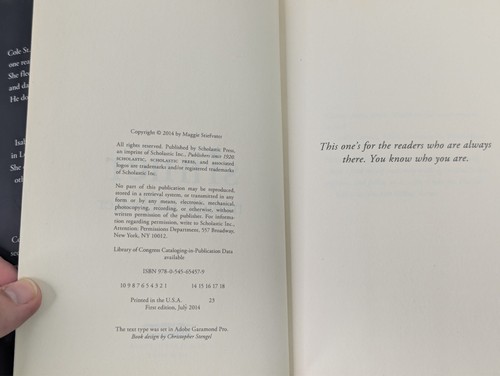 Cole St.
one rea
She fle
and da
He do
Isa
in L
She
oth
Co
sec
Copyright © 2014 by Maggie Stiefvater
All rights reserved. Published by Scholastic Press,
an imprint of Scholastic Inc., Publishers since 1920.
SCHOLASTIC, SCHOLASTIC PRESS, and associated
logos are trademarks and/or registered trademarks
of Scholastic Inc.
No part of this publication may be reproduced,
stored in a retrieval system, or transmitted in any
form or by any means, electronic, mechanical,
photocopying, recording, or otherwise, without
written permission of the publisher. For informa-
tion regarding permission, write to Scholastic Inc.,
Attention: Permissions Department, 557 Broadway,
New York, NY 10012.
Library of Congress Cataloging-in-Publication Data
available
ISBN 978-0-545-65457-9
10 9 8 7 6 5 4 3 2 1 14 15 16 17 18
Printed in the U.S.A. 23
First edition, July 2014
The text type was set in Adobe Garamond Pro.
Book design by Christopher Stengel
This one's for the readers who are always
there. You know who you are.